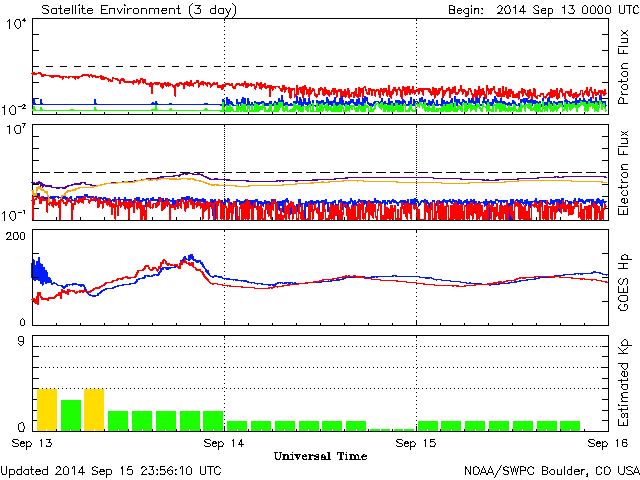 Satellite Environment (3 day) Begin: 2014 Sep 13 0000 UTC
10^4
Proton Flux
10^-2
10^7
Electron Flux
10^-1
200
GOES Hp
0
9
Estimated Kp
0
Sep 13 Sep 14 Sep 15 Sep 16
Universal Time
Updated 2014 Sep 15 23:56:10 UTC NOAA/SWPC Boulder, CO USA